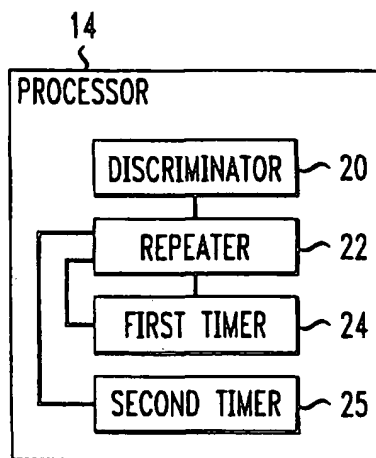 14
PROCESSOR
DISCRIMINATOR 20
REPEATER 22
FIRST TIMER 24
SECOND TIMER 25